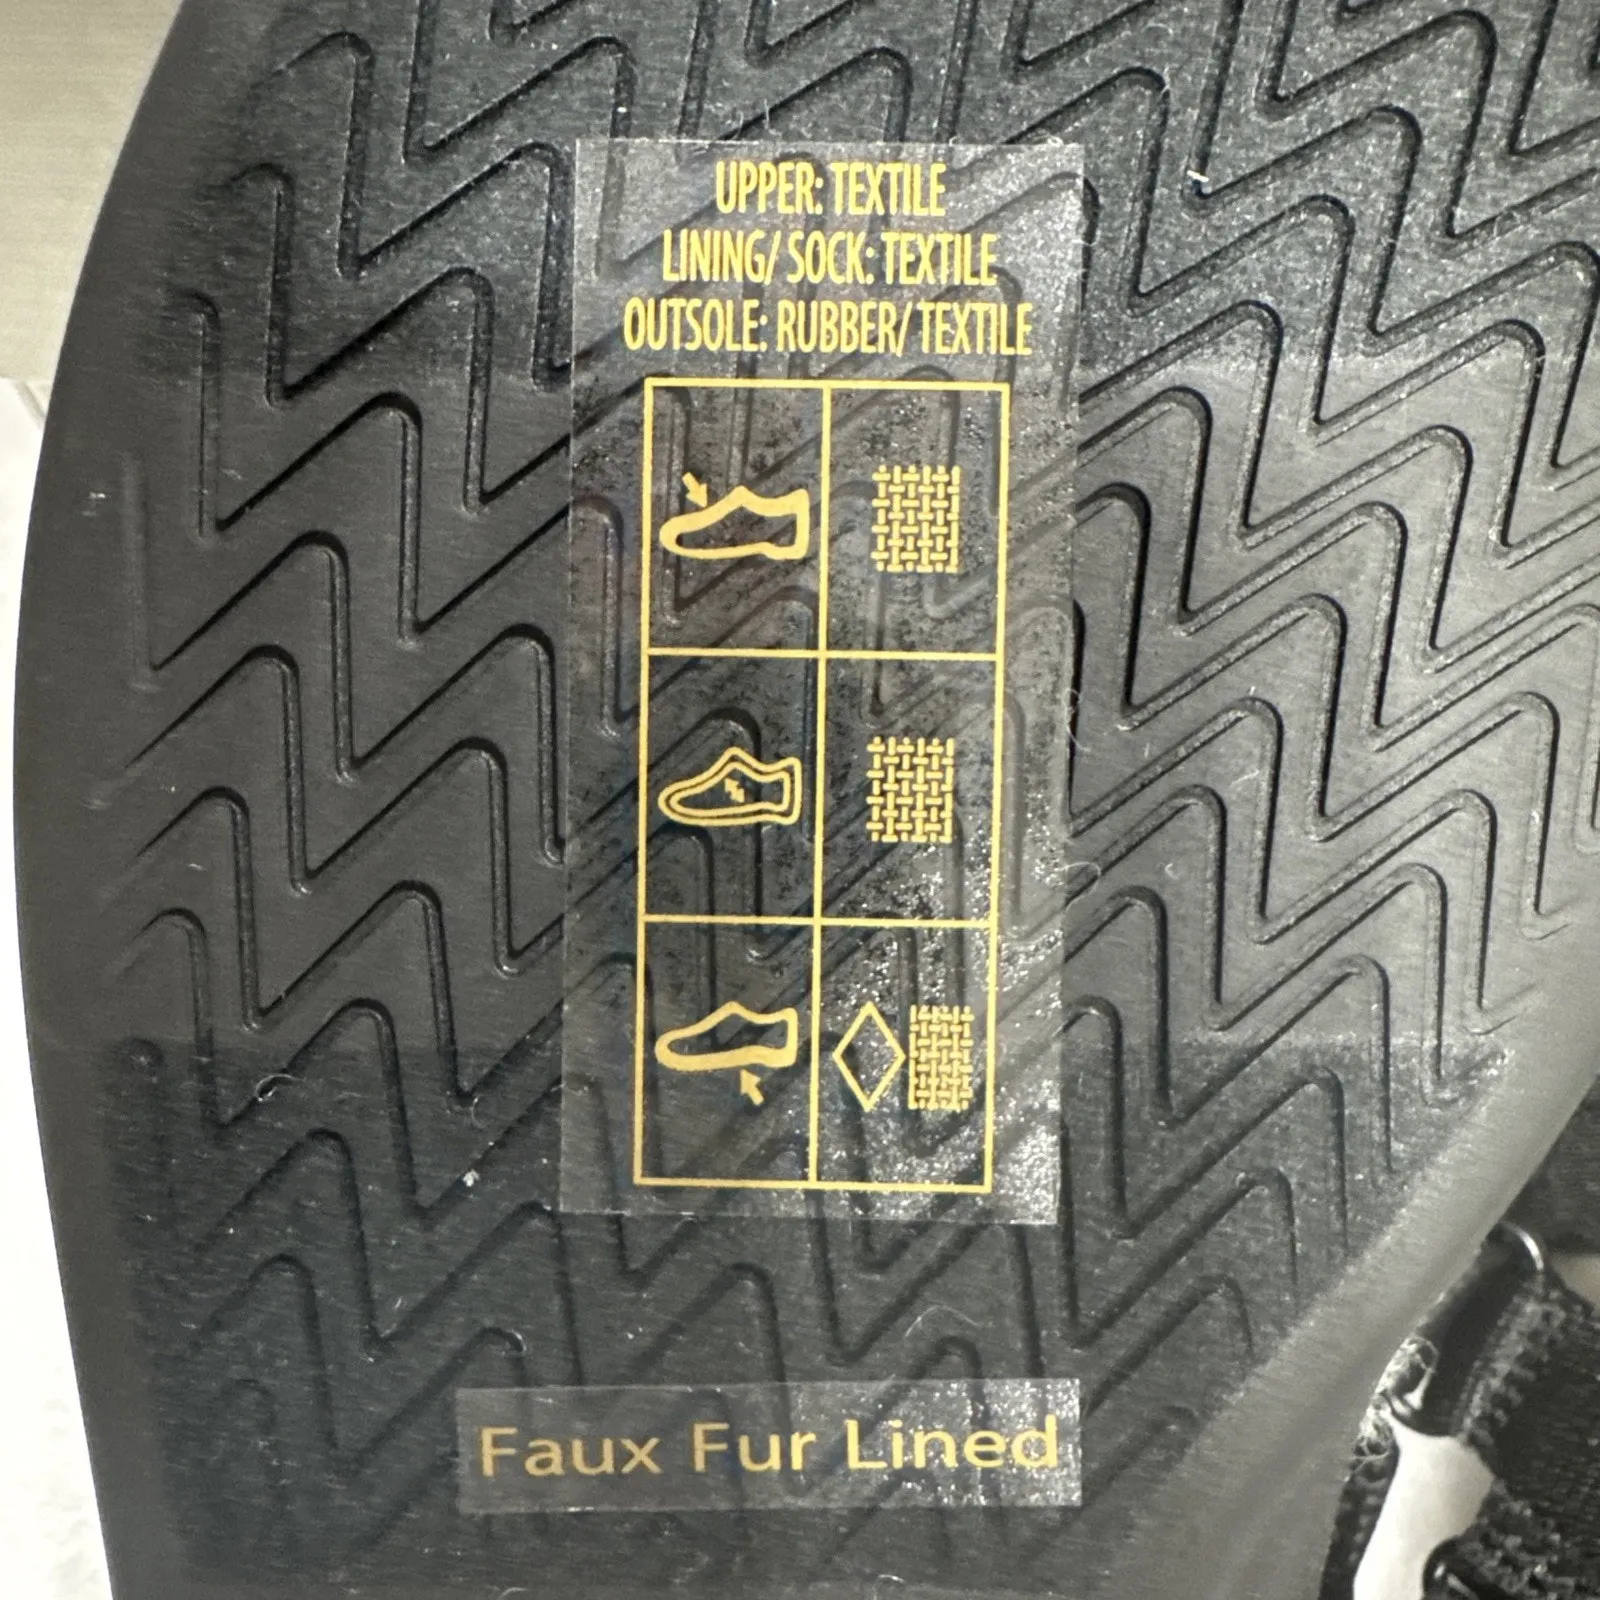 UPPER: TEXTILE
LINING/ SOCK: TEXTILE
OUTSOLE: RUBBER/ TEXTILE
Faux Fur Lined